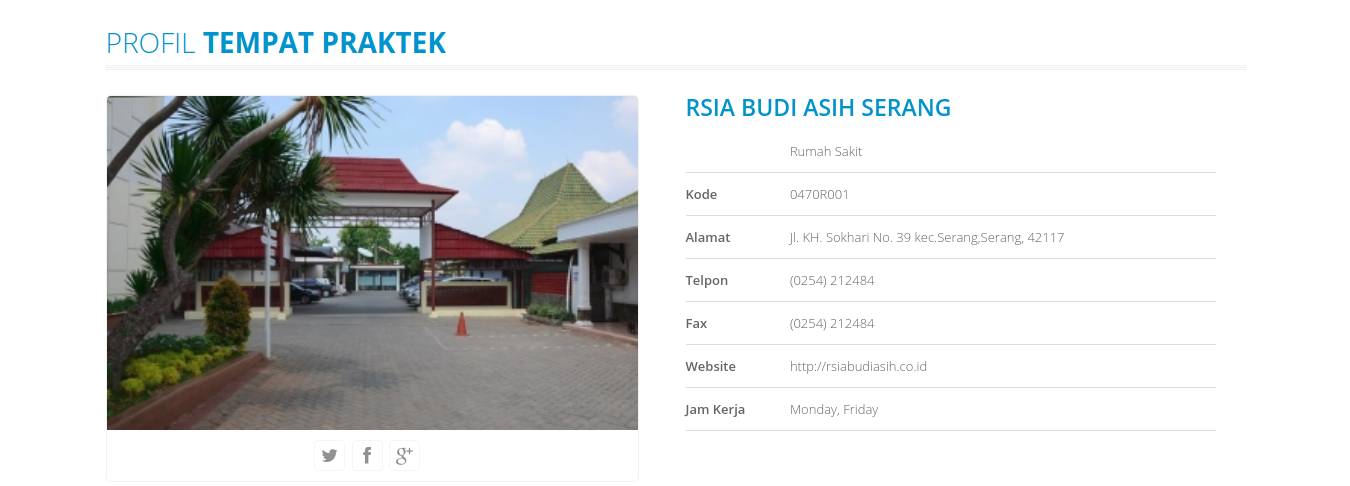 PROFIL TEMPAT PRAKTEK
RSIA BUDI ASIH SERANG
Rumah Sakit
Kode 0470R001
Alamat Jl. KH. Sokhari No. 39 kec.Serang,Serang, 42117
Telpon (0254) 212484
Fax (0254) 212484
Website http://rsiabudiasih.co.id
Jam Kerja Monday, Friday